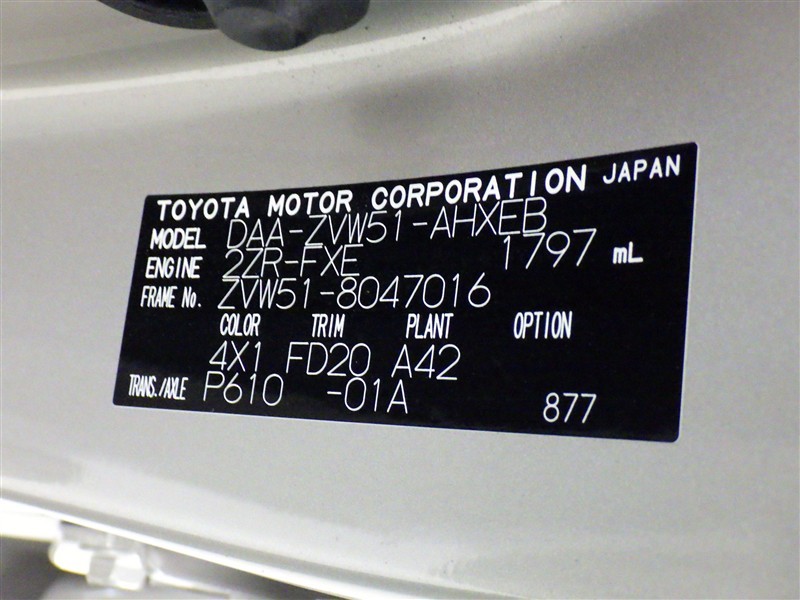 TOYOTA MOTOR CORPORATION JAPAN
MODEL DAA-ZVW51-AHXEB
ENGINE 2ZR-FXE 1797 mL
FRAME No. ZVW51-8047016
COLOR TRIM PLANT OPTION
4X1 FD20 A42
TRANS./AXLE P610 -01A 877